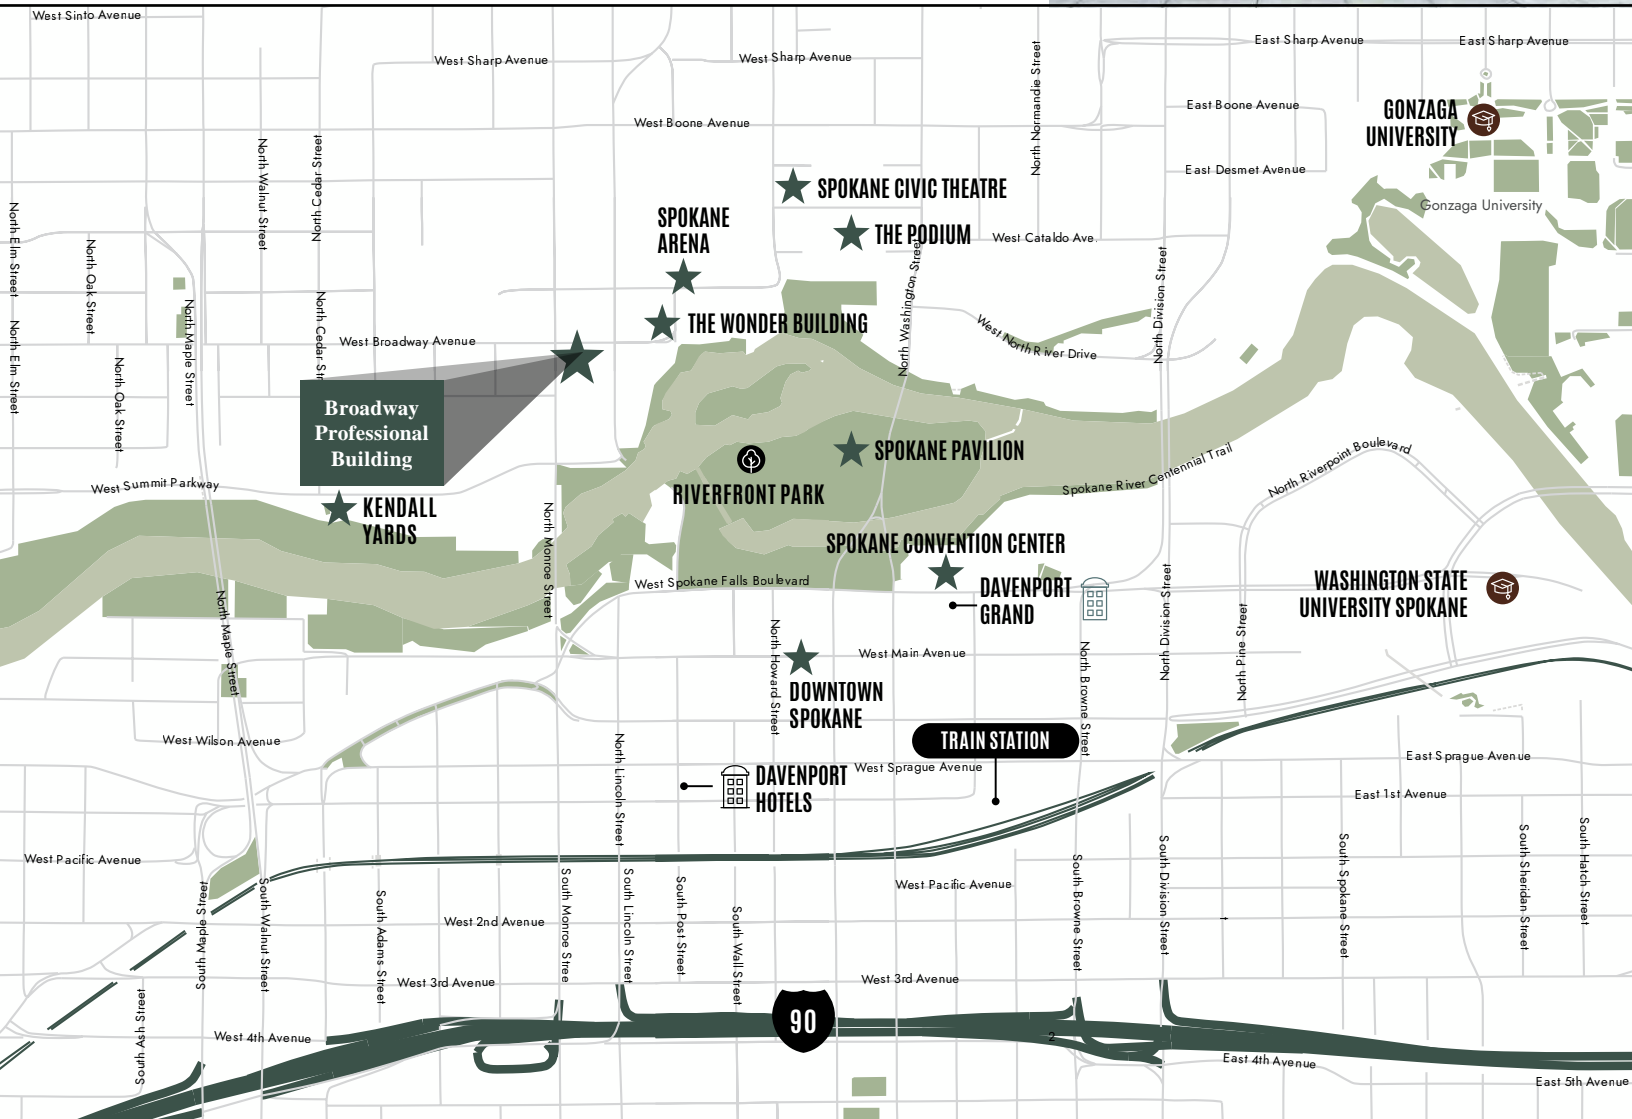 West Sinto Avenue
West Sharp Avenue
West Sharp Avenue
East Sharp Avenue
East Sharp Avenue
North Normandie Street
East Boone Avenue
West Boone Avenue
GONZAGA
UNIVERSITY
East Desmet Avenue
Gonzaga University
North Walnut Street
North Cedar Street
SPOKANE CIVIC THEATRE
SPOKANE
ARENA
THE PODIUM
West Cataldo Ave.
North Elm Street
North Oak Street
North Maple Street
North Cedar Str
North Washington Street
North Division Street
THE WONDER BUILDING
West North River Drive
West Broadway Avenue
North Elm Street
North Oak Street
Broadway
Professional
Building
SPOKANE PAVILION
RIVERFRONT PARK
Spokane River Centennial Trail
North Riverpoint Boulevard
West Summit Parkway
KENDALL
YARDS
North Monroe Street
SPOKANE CONVENTION CENTER
West Spokane Falls Boulevard
DAVENPORT
GRAND
WASHINGTON STATE
UNIVERSITY SPOKANE
North Maple Street
North Howard Street
North Division Street
North Pine Street
North Browne Street
West Main Avenue
DOWNTOWN
SPOKANE
TRAIN STATION
West Wilson Avenue
North Lincoln Street
West Sprague Avenue
East Sprague Avenue
DAVENPORT
HOTELS
East 1st Avenue
West Pacific Avenue
West Pacific Avenue
South Maple Street
South Walnut Street
South Adams Street
South Monroe Stree
South Lincoln Street
South Post Street
South Wall Street
South Browne Street
South Division Street
South Spokane Street
South Sheridan Street
South Hatch Street
West 2nd Avenue
West 3rd Avenue
West 3rd Avenue
South Ash Street
West 4th Avenue
90
2
East 4th Avenue
East 5th Avenue